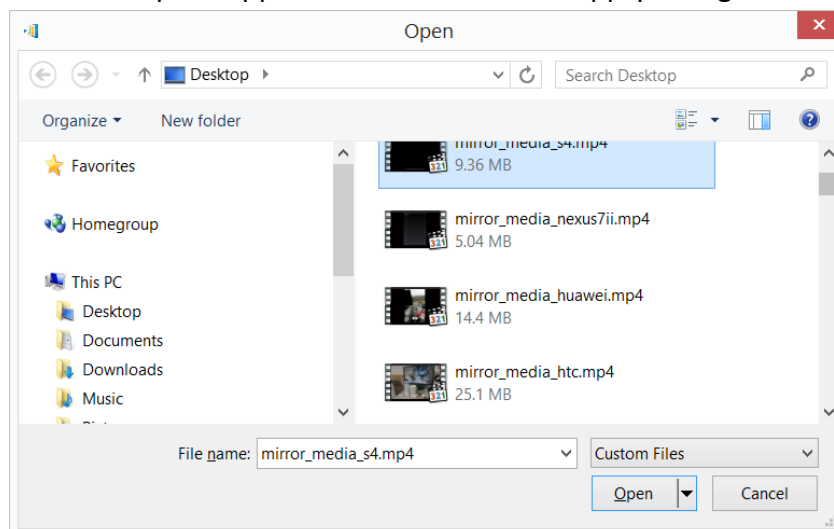 Open
Desktop
Search Desktop
Organize
New folder
Favorites
Homegroup
This PC
Desktop
Documents
Downloads
Music
mirror_media_s4.mp4
9.36 MB
mirror_media_nexus7ii.mp4
5.04 MB
mirror_media_huawei.mp4
14.4 MB
mirror_media_htc.mp4
25.1 MB
File name: mirror_media_s4.mp4
Custom Files
Open
Cancel